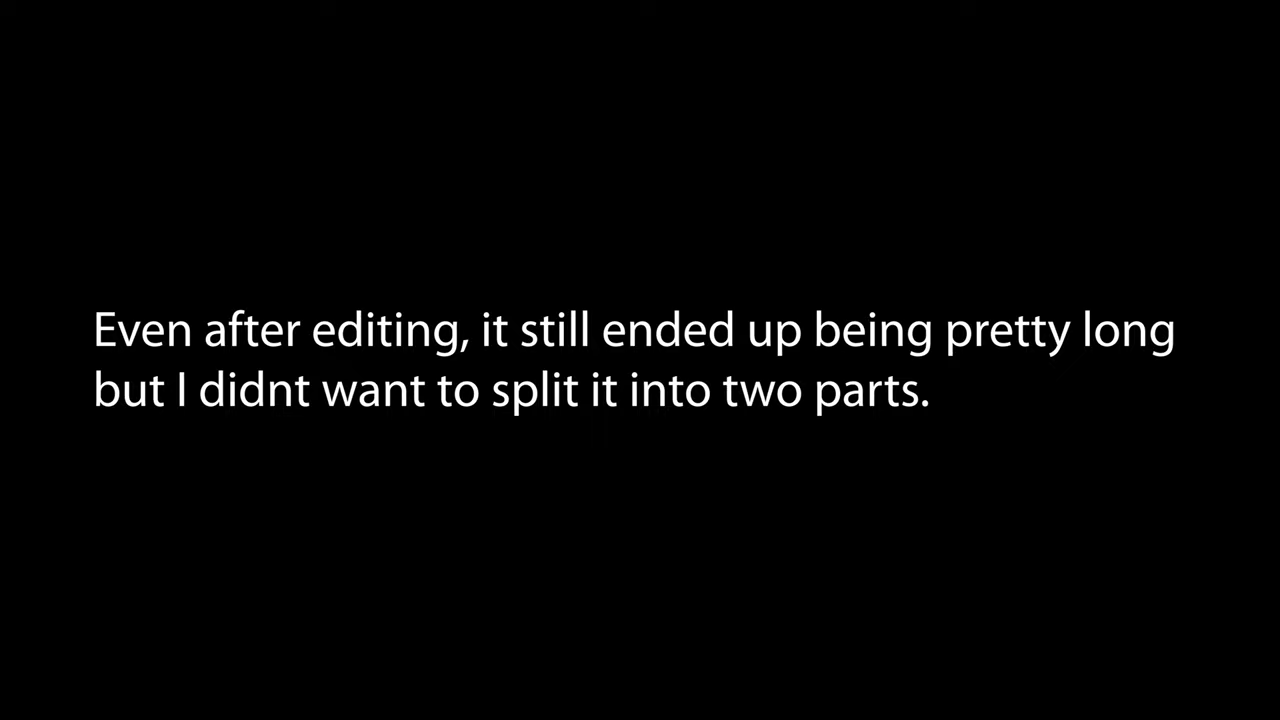 Even after editing, it still ended up being pretty long
but I didnt want to split it into two parts.